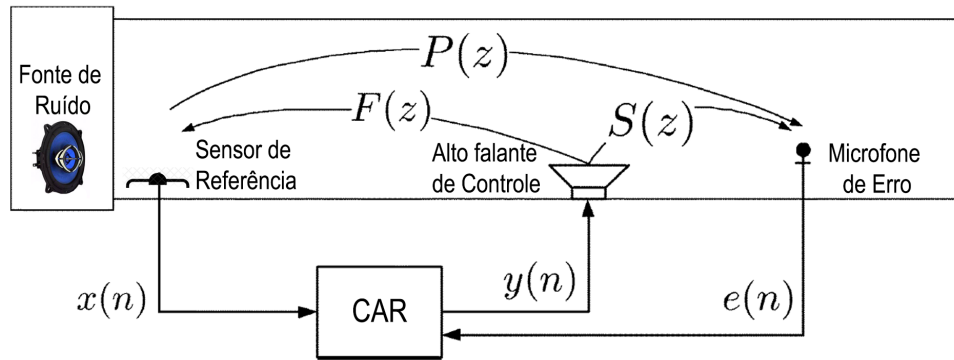 P(z)
Fonte de
Ruído
F(z)
S(z)
Sensor de
Referência
Alto falante
de Controle
Microfone
de Erro
x(n)
CAR
y(n)
e(n)